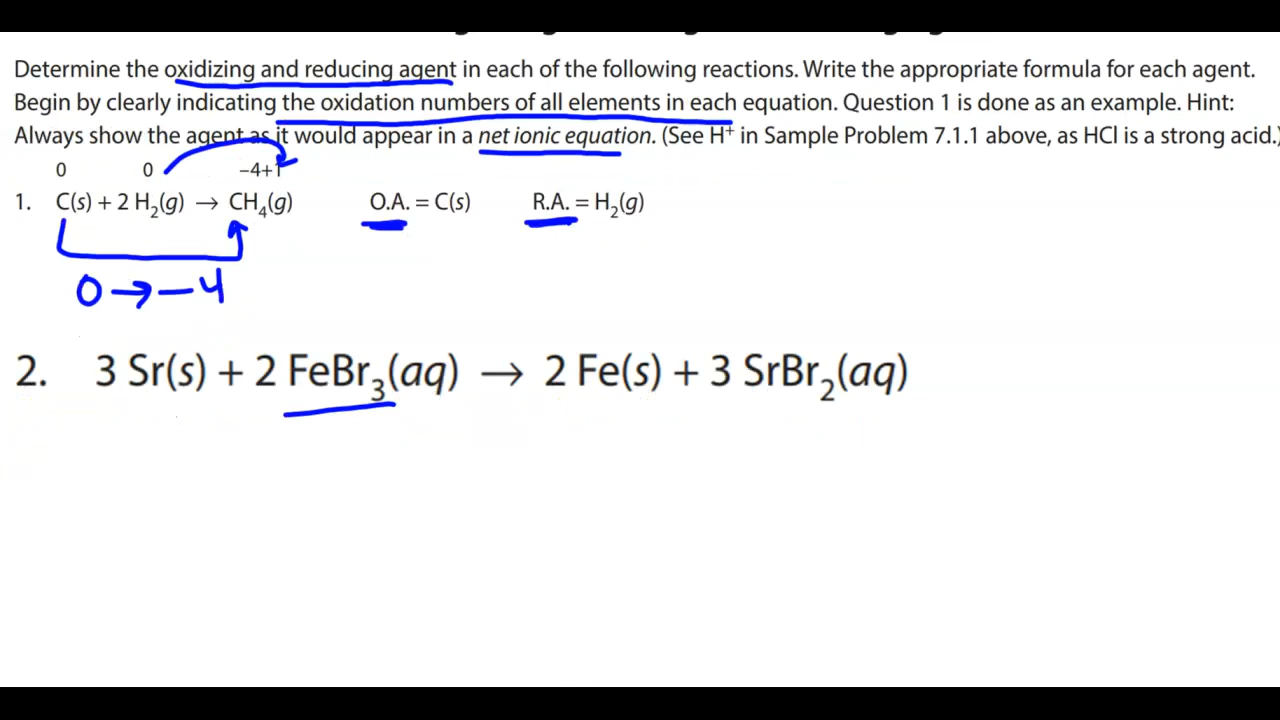 Determine the oxidizing and reducing agent in each of the following reactions. Write the appropriate formula for each agent.
Begin by clearly indicating the oxidation numbers of all elements in each equation. Question 1 is done as an example. Hint:
Always show the agent as it would appear in a net ionic equation. (See H⁺ in Sample Problem 7.1.1 above, as HCl is a strong acid.)
0 0 −4+1
1. C(s) + 2 H₂(g) → CH₄(g) O.A. = C(s) R.A. = H₂(g)
0 → −4
2. 3 Sr(s) + 2 FeBr₃(aq) → 2 Fe(s) + 3 SrBr₂(aq)